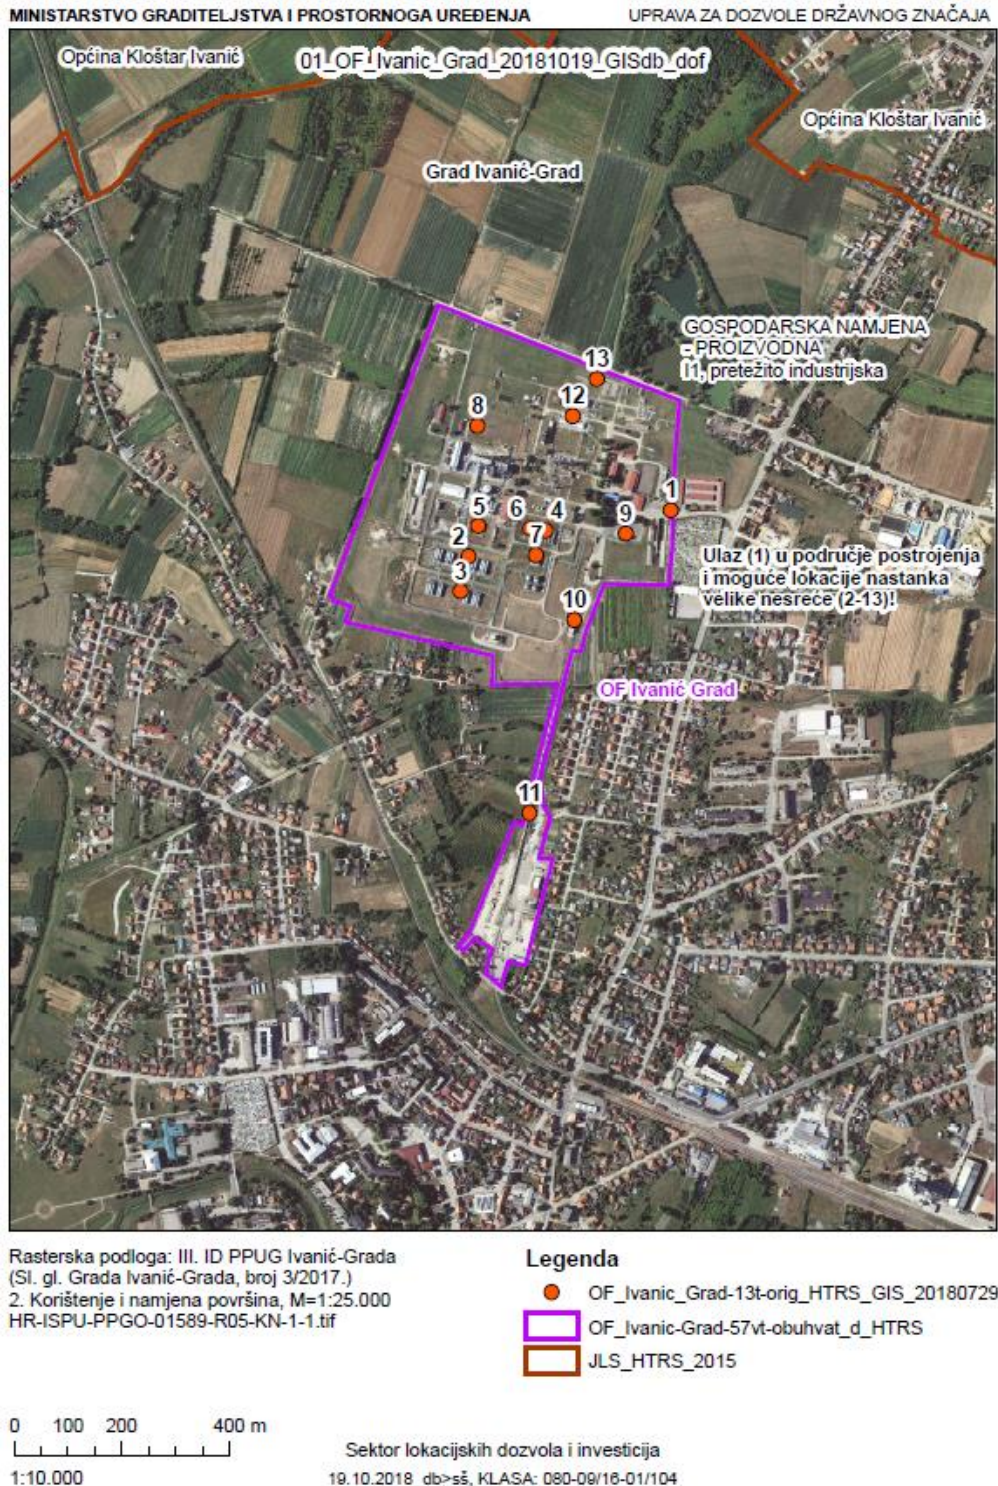 MINISTARSTVO GRADITELJSTVA I PROSTORNOGA UREĐENJA
UPRAVA ZA DOZVOLE DRŽAVNOG ZNAČAJA
Općina Kloštar Ivanić
01_OF_Ivanic_Grad_20181019_GISdb_dof
Općina Kloštar Ivanić
Grad Ivanić-Grad
GOSPODARSKA NAMJENA
- PROIZVODNA
I1, pretežito industrijska
13
12
8
1
5
6
4
9
2
7
3
Ulaz (1) u područje postrojenja
i moguće lokacije nastanka
velike nesreće (2-13)!
10
OF Ivanić Grad
11
Rasterska podloga: III. ID PPUG Ivanić-Grada
(Sl. gl. Grada Ivanić-Grada, broj 3/2017.)
2. Korištenje i namjena površina, M=1:25.000
HR-ISPU-PPGO-01589-R05-KN-1-1.tif
Legenda
OF_Ivanic_Grad-13t-orig_HTRS_GIS_20180729
OF_Ivanic-Grad-57vt-obuhvat_d_HTRS
JLS_HTRS_2015
0 100 200 400 m
1:10.000
Sektor lokacijskih dozvola i investicija
19.10.2018 db>sš, KLASA: 080-09/16-01/104